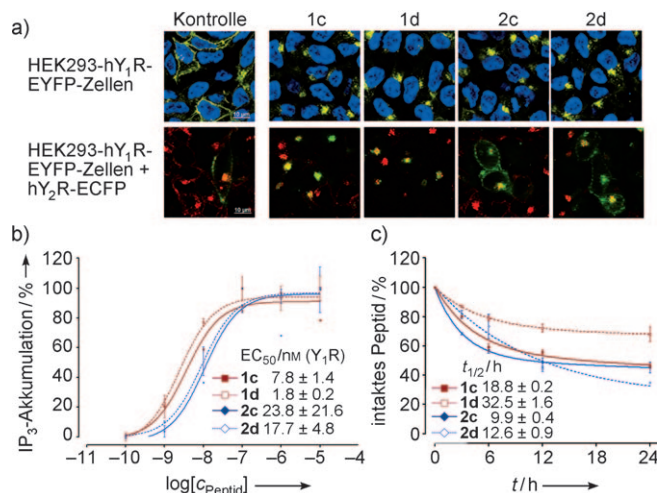 a)
Kontrolle 1c 1d 2c 2d
HEK293-hY1R-
EYFP-Zellen
10 µm
HEK293-hY1R-
EYFP-Zellen +
hY2R-ECFP
10 µm
b)
IP3-Akkumulation / %
120
100
80
60
40
20
0
–11 –10 –9 –8 –7 –6 –5 –4
log[cPeptid]
EC50/nM (Y1R)
1c 7.8 ± 1.4
1d 1.8 ± 0.2
2c 23.8 ± 21.6
2d 17.7 ± 4.8
c)
intaktes Peptid / %
120
100
80
60
40
20
0
0 6 12 18 24
t / h
t1/2 / h
1c 18.8 ± 0.2
1d 32.5 ± 1.6
2c 9.9 ± 0.4
2d 12.6 ± 0.9